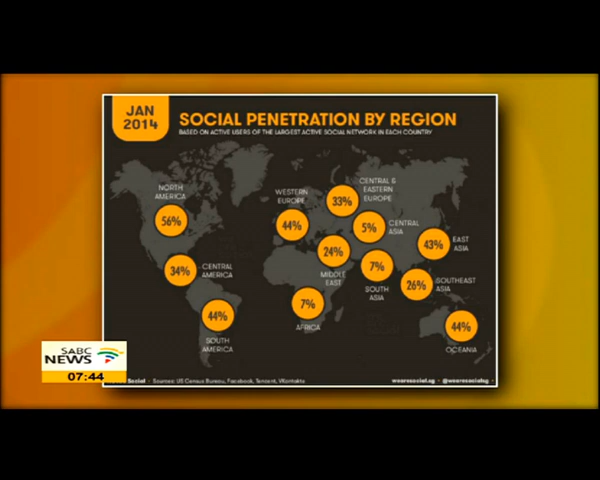 JAN
2014
SOCIAL PENETRATION BY REGION
BASED ON ACTIVE USERS OF THE LARGEST ACTIVE SOCIAL NETWORK IN EACH COUNTRY
NORTH
AMERICA
56%
WESTERN
EUROPE
44%
CENTRAL &
EASTERN
EUROPE
33%
CENTRAL
ASIA
5%
EAST
ASIA
43%
24%
MIDDLE
EAST
7%
SOUTH
ASIA
26%
SOUTHEAST
ASIA
34%
CENTRAL
AMERICA
44%
SOUTH
AMERICA
7%
AFRICA
44%
OCEANIA
SABC
NEWS
07:44
Social • Sources: US Census Bureau, Facebook, Tencent, VKontakte
wearesocial.sg • @wearesocialsg